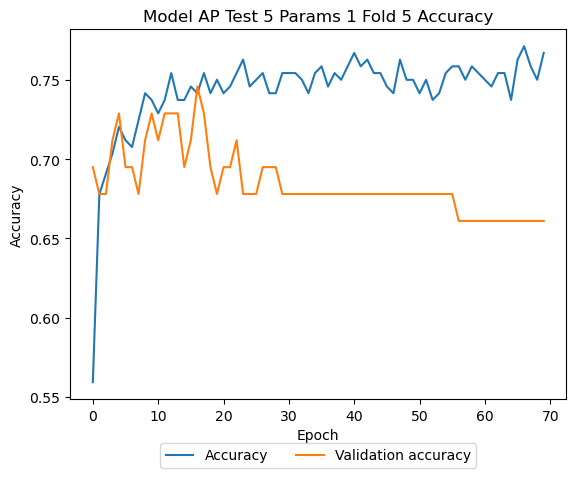 Model AP Test 5 Params 1 Fold 5 Accuracy
0.75
0.70
0.65
0.60
0.55
Accuracy
0 10 20 30 40 50 60 70
Epoch
Accuracy Validation accuracy